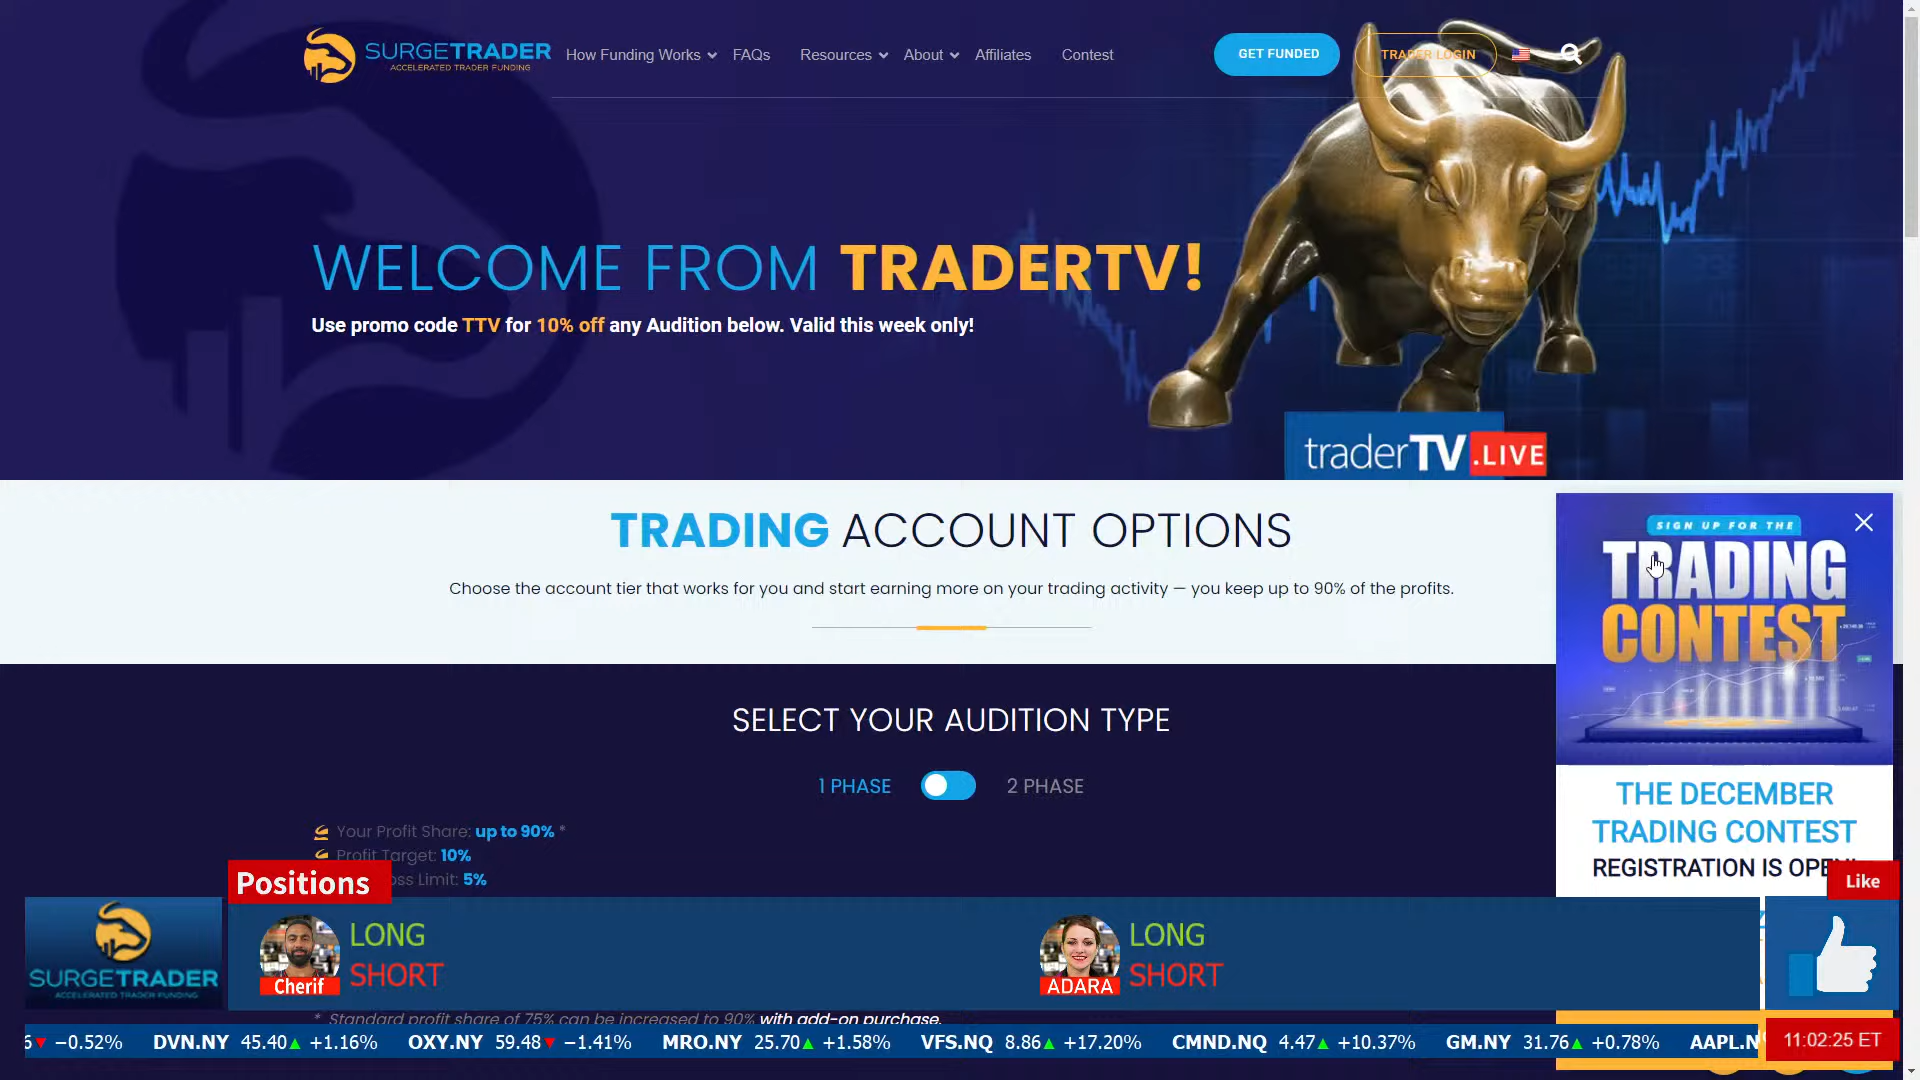 SURGETRADER
ACCELERATED TRADER FUNDING
How Funding Works
FAQs
Resources
About
Affiliates
Contest
GET FUNDED
TRADER LOGIN
WELCOME FROM TRADERTV!
Use promo code TTV for 10% off any Audition below. Valid this week only!
traderTV.LIVE
TRADING ACCOUNT OPTIONS
Choose the account tier that works for you and start earning more on your trading activity — you keep up to 90% of the profits.
SIGN UP FOR THE
TRADING
CONTEST
THE DECEMBER
TRADING CONTEST
REGISTRATION IS OPEN!
SELECT YOUR AUDITION TYPE
1 PHASE
2 PHASE
Your Profit Share: up to 90% *
Profit Target: 10%
oss Limit: 5%
Positions
Like
SURGETRADER
ACCELERATED TRADER FUNDING
LONG
SHORT
Cherif
LONG
SHORT
ADARA
* Standard profit share of 75% can be increased to 90% with add-on purchase.
6▼ −0.52% DVN.NY 45.40▲ +1.16% OXY.NY 59.48▼ −1.41% MRO.NY 25.70▲ +1.58% VFS.NQ 8.86▲ +17.20% CMND.NQ 4.47▲ +10.37% GM.NY 31.76▲ +0.78% AAPL.N
11:02:25 ET